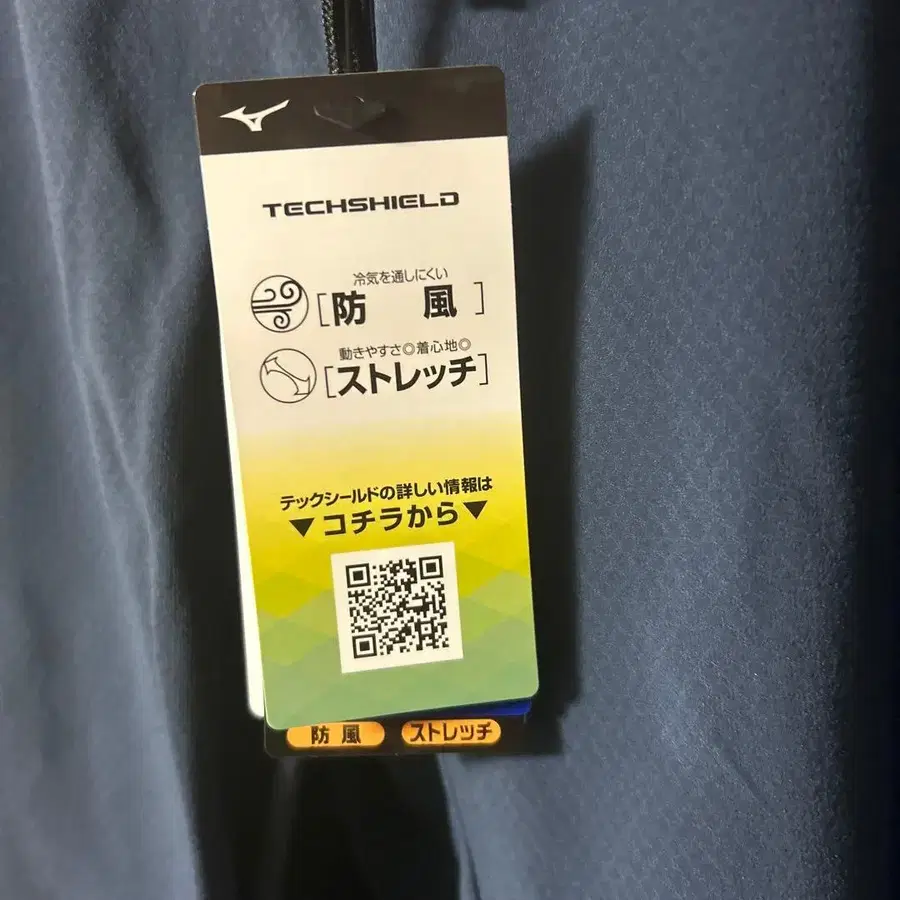 TECHSHIELD
冷気を通しにくい
[防 風]
動きやすさ◎着心地◎
[ストレッチ]
テックシールドの詳しい情報は
▼コチラから▼
防 風 ストレッチ